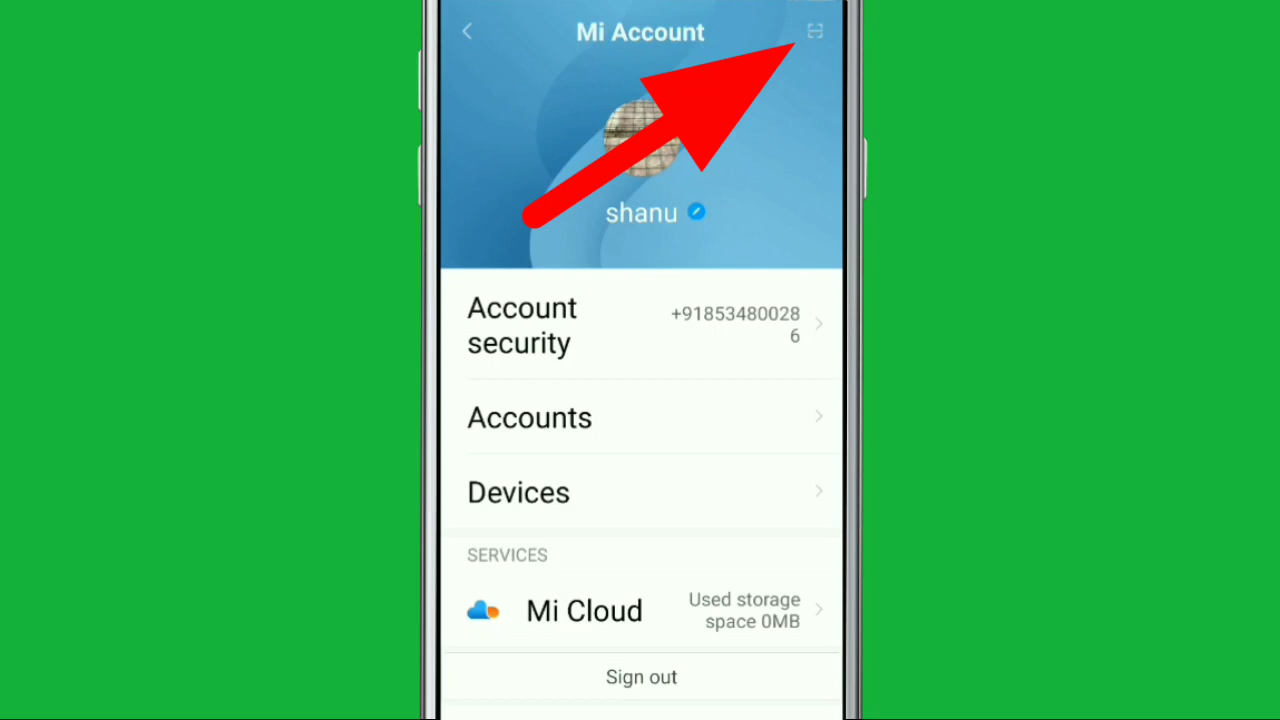 Mi Account
shanu
Account
security
+91853480028
6
Accounts
Devices
SERVICES
Mi Cloud
Used storage
space 0MB
Sign out